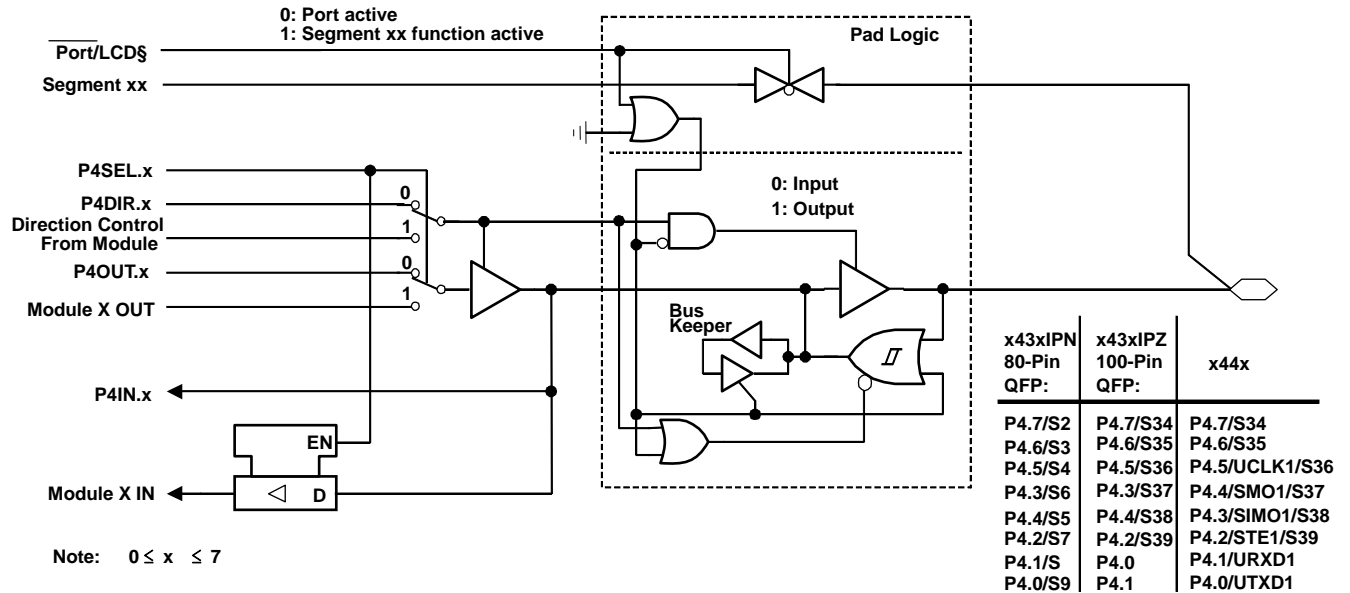 0: Port active
1: Segment xx function active
Pad Logic
Port/LCD§
Segment xx
P4SEL.x
0: Input
1: Output
P4DIR.x
0
Direction Control
From Module
1
P4OUT.x
0
Module X OUT
1
Bus
Keeper
P4IN.x
EN
Module X IN
D
Note: 0 ≤ x ≤ 7
x43xIPN 80-Pin QFP: x43xIPZ 100-Pin QFP: x44x
P4.7/S2 P4.7/S34 P4.7/S34
P4.6/S3 P4.6/S35 P4.6/S35
P4.5/S4 P4.5/S36 P4.5/UCLK1/S36
P4.3/S6 P4.3/S37 P4.4/SMO1/S37
P4.4/S5 P4.4/S38 P4.3/SIMO1/S38
P4.2/S7 P4.2/S39 P4.2/STE1/S39
P4.1/S P4.0 P4.1/URXD1
P4.0/S9 P4.1 P4.0/UTXD1